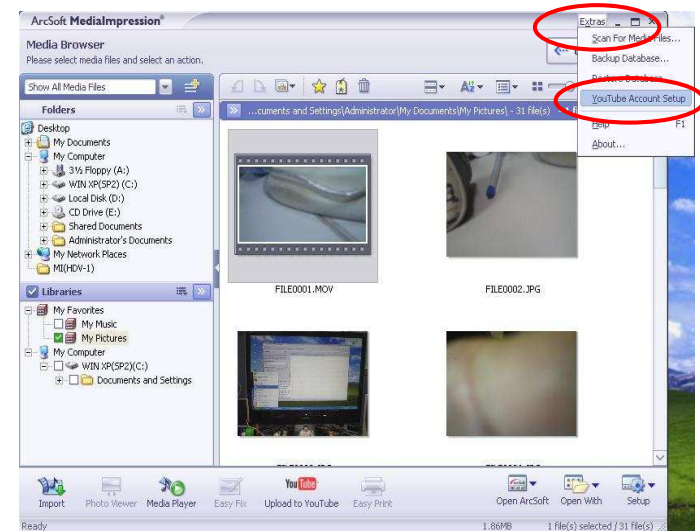 ArcSoft MediaImpression®
Extras
Media Browser
Please select media files and select an action.
Scan For Media Files...
Backup Database...
Restore Database
YouTube Account Setup
Help F1
About...
Show All Media Files
Folders
...cuments and Settings\Administrator\My Documents\My Pictures\ - 31 file(s)
Desktop
My Documents
My Computer
3½ Floppy (A:)
WIN XP(SP2) (C:)
Local Disk (D:)
CD Drive (E:)
Shared Documents
Administrator's Documents
My Network Places
MI(HDV-1)
FILE0001.MOV
FILE0002.JPG
Libraries
My Favorites
My Music
My Pictures
My Computer
WIN XP(SP2)(C:)
Documents and Settings
You Tube
Import
Photo Viewer
Media Player
Easy Fix
Upload to YouTube
Easy Print
Open ArcSoft
Open With
Setup
Ready
1.86MB
1 file(s) selected / 31 file(s)